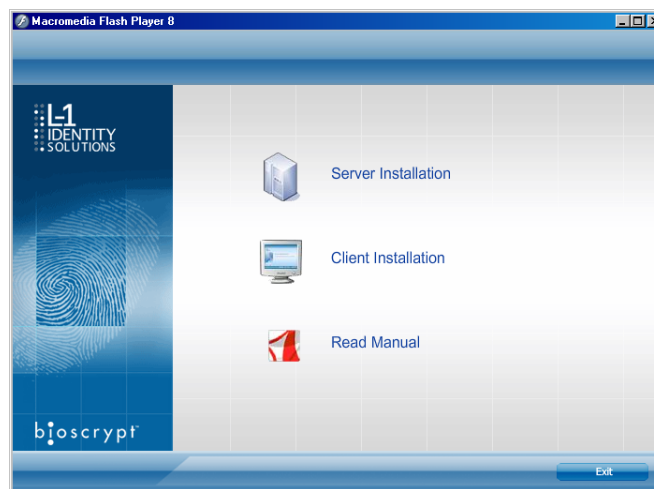 Macromedia Flash Player 8
L-1
IDENTITY
SOLUTIONS
Server Installation
Client Installation
Read Manual
bioscrypt
Exit